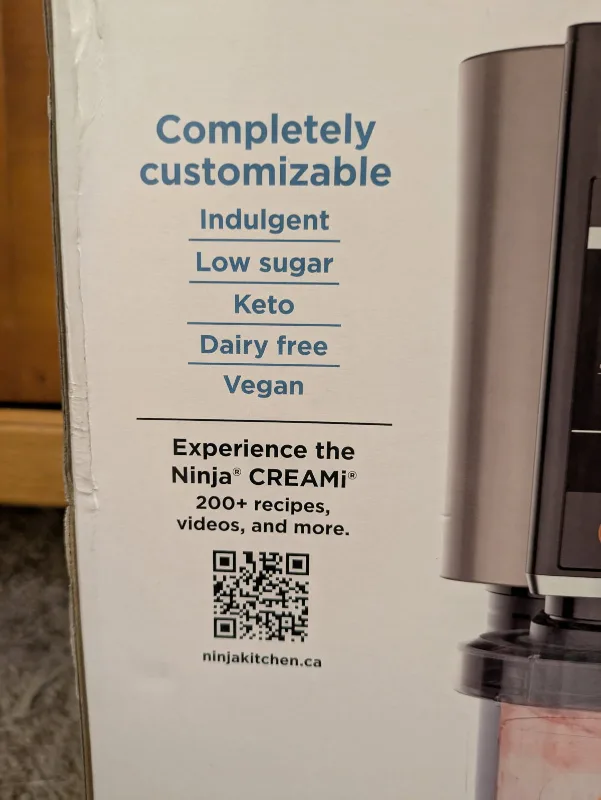 Completely
customizable
Indulgent
Low sugar
Keto
Dairy free
Vegan
Experience the
Ninja® CREAMi®
200+ recipes,
videos, and more.
ninjakitchen.ca